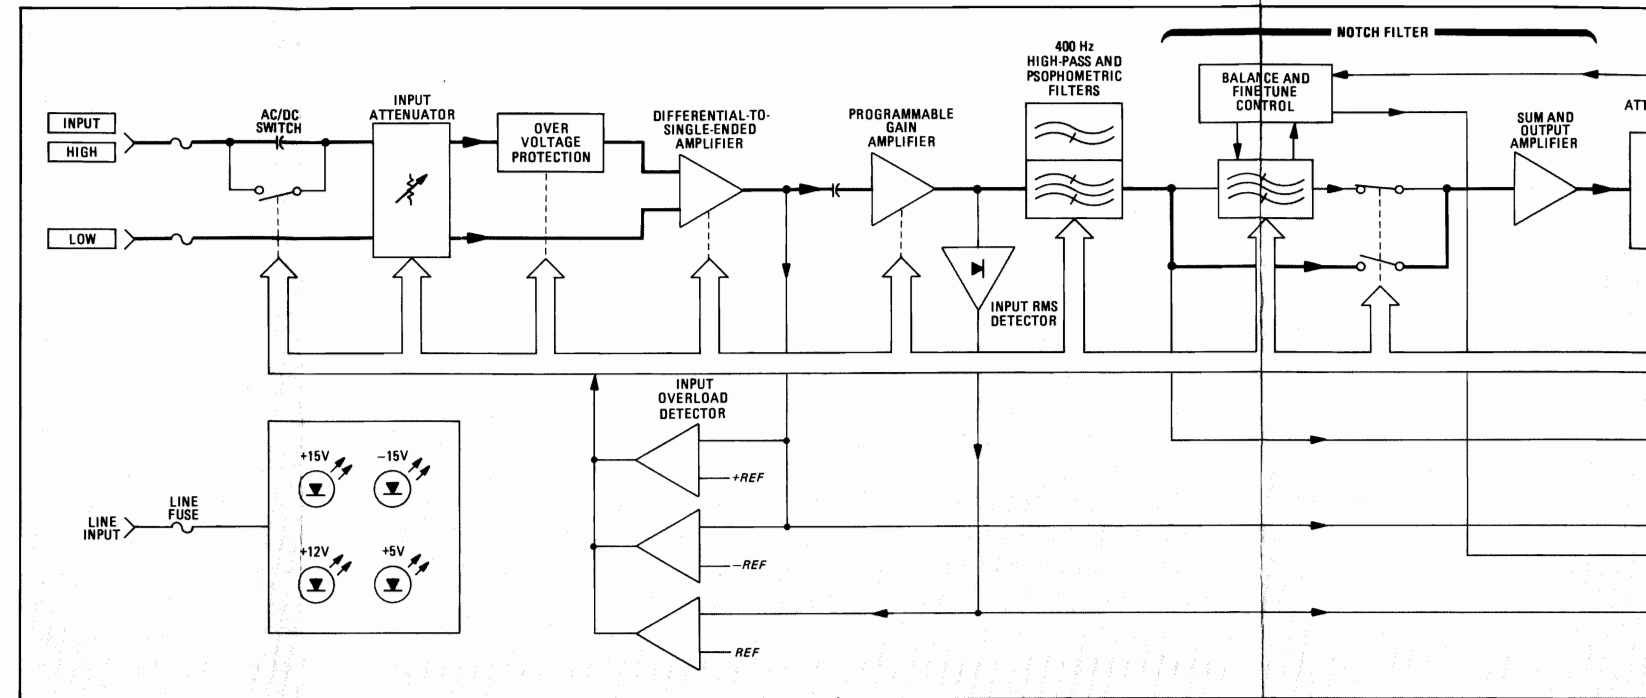 NOTCH FILTER
400 Hz
HIGH-PASS AND
PSOPHOMETRIC
FILTERS
BALANCE AND
FINE TUNE
CONTROL
INPUT
HIGH
AC/DC
SWITCH
INPUT
ATTENUATOR
OVER
VOLTAGE
PROTECTION
DIFFERENTIAL-TO-
SINGLE-ENDED
AMPLIFIER
PROGRAMMABLE
GAIN
AMPLIFIER
SUM AND
OUTPUT
AMPLIFIER
ATT
LOW
INPUT RMS
DETECTOR
INPUT
OVERLOAD
DETECTOR
+REF
-REF
REF
LINE
INPUT
LINE
FUSE
+15V
-15V
+12V
+5V